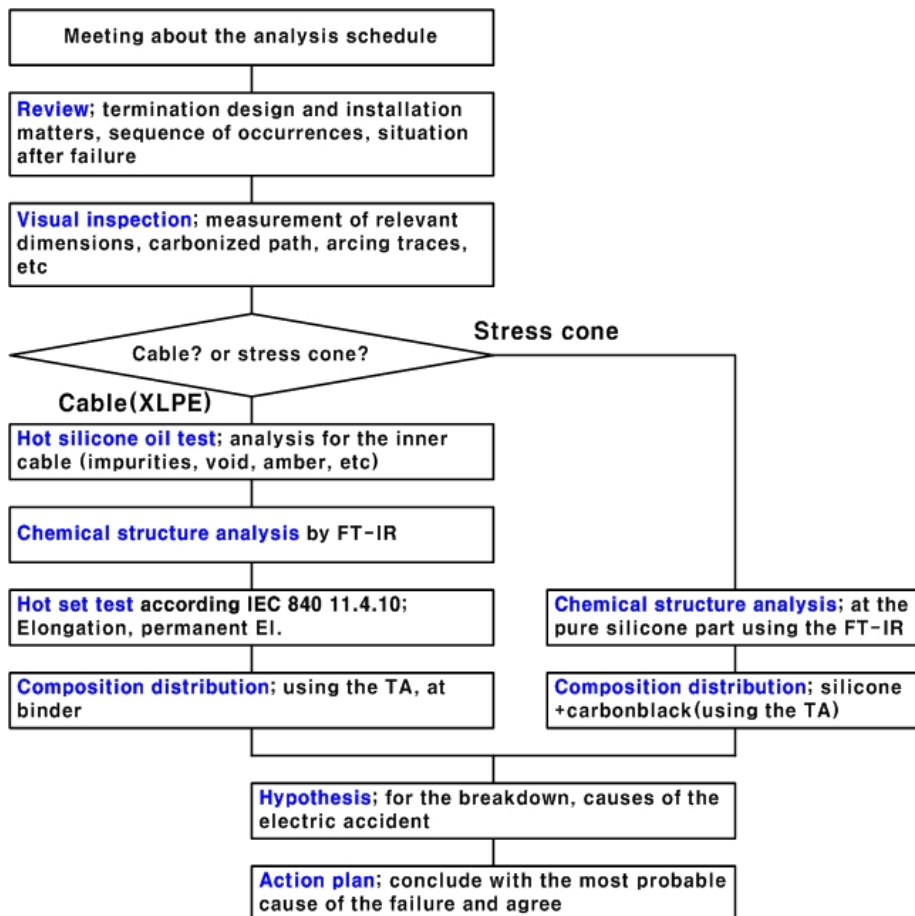 Meeting about the analysis schedule
Review; termination design and installation
matters, sequence of occurrences, situation
after failure
Visual inspection; measurement of relevant
dimensions, carbonized path, arcing traces,
etc
Cable? or stress cone?
Stress cone
Cable(XLPE)
Hot silicone oil test; analysis for the inner
cable (impurities, void, amber, etc)
Chemical structure analysis by FT-IR
Hot set test according IEC 840 11.4.10;
Elongation, permanent El.
Composition distribution; using the TA, at
binder
Chemical structure analysis; at the
pure silicone part using the FT-IR
Composition distribution; silicone
+carbonblack(using the TA)
Hypothesis; for the breakdown, causes of the
electric accident
Action plan; conclude with the most probable
cause of the failure and agree